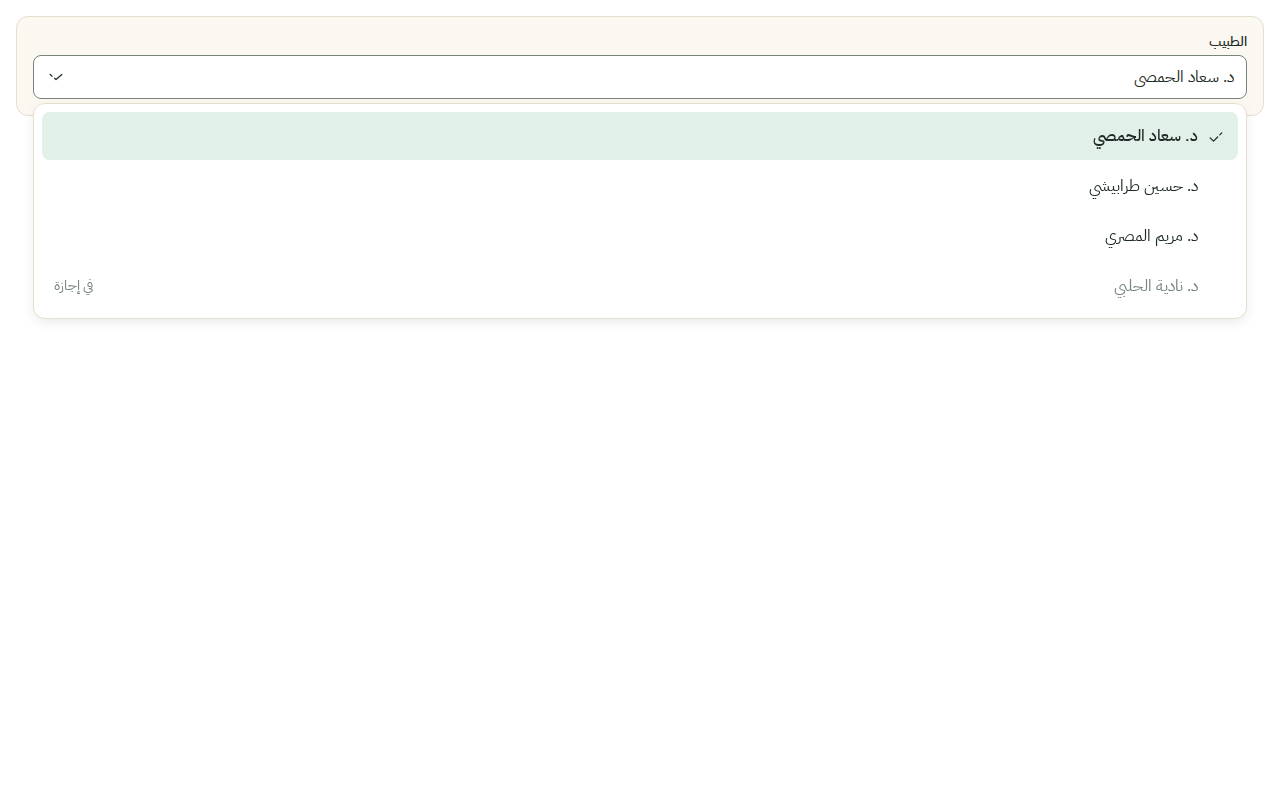 الطبيب
د. سعاد الحمصي
د. سعاد الحمصي
د. حسين طرابيشي
د. مريم المصري
د. نادية الحلبي في إجازة